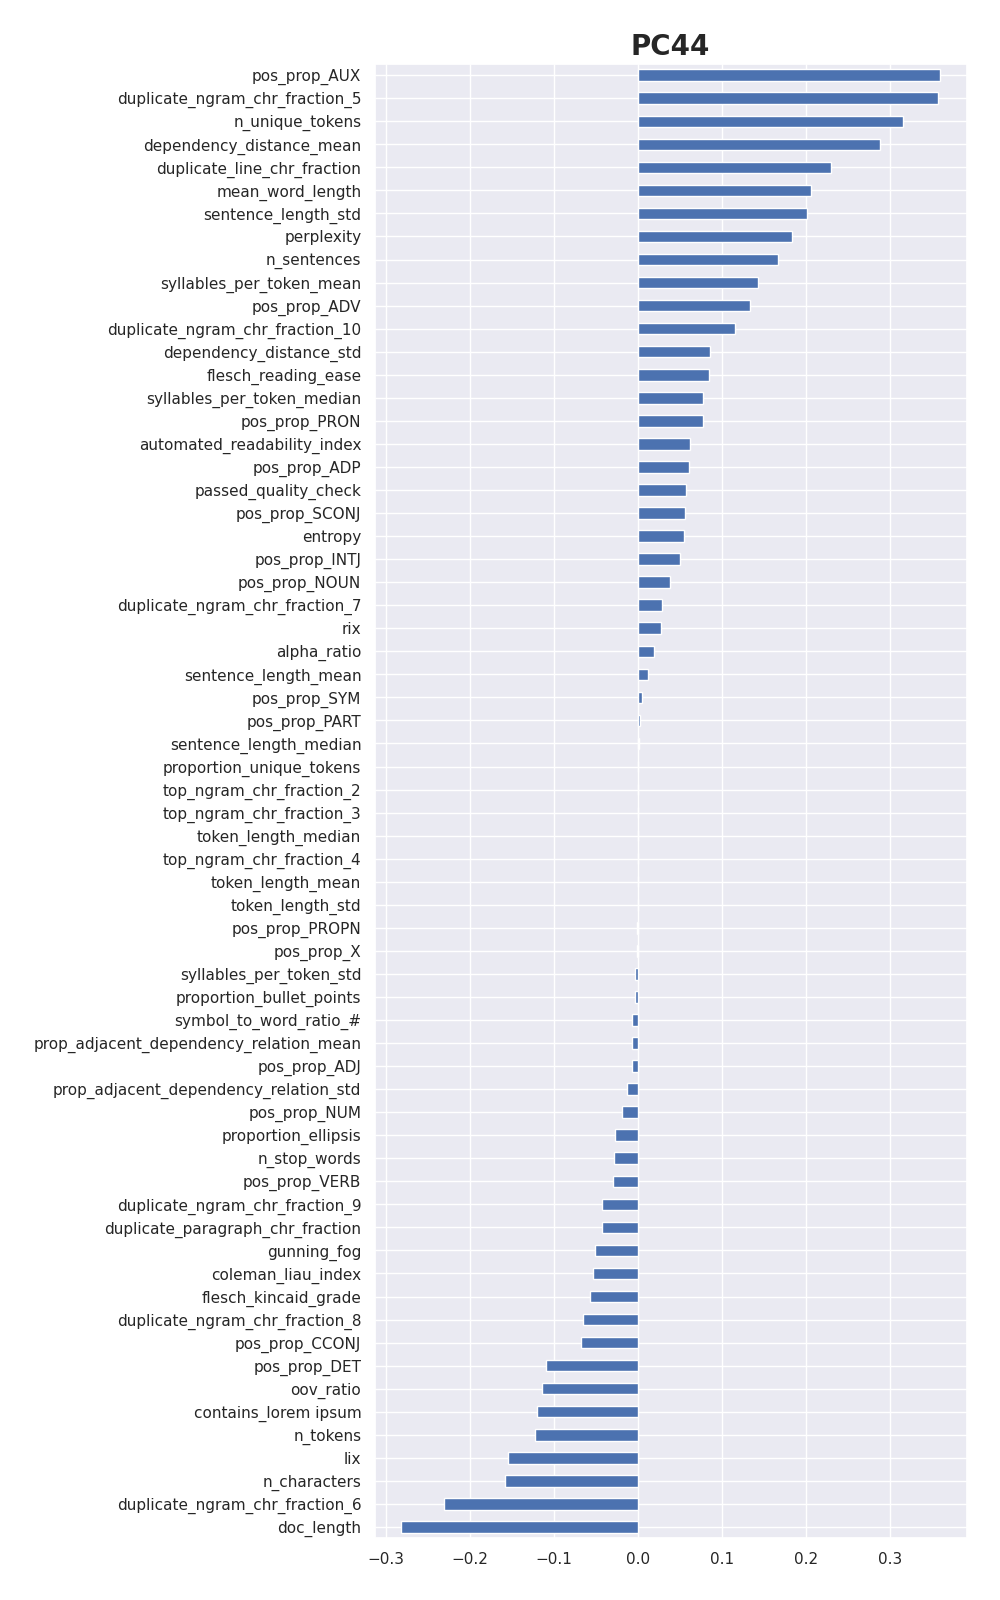 PC44
pos_prop_AUX
duplicate_ngram_chr_fraction_5
n_unique_tokens
dependency_distance_mean
duplicate_line_chr_fraction
mean_word_length
sentence_length_std
perplexity
n_sentences
syllables_per_token_mean
pos_prop_ADV
duplicate_ngram_chr_fraction_10
dependency_distance_std
flesch_reading_ease
syllables_per_token_median
pos_prop_PRON
automated_readability_index
pos_prop_ADP
passed_quality_check
pos_prop_SCONJ
entropy
pos_prop_INTJ
pos_prop_NOUN
duplicate_ngram_chr_fraction_7
rix
alpha_ratio
sentence_length_mean
pos_prop_SYM
pos_prop_PART
sentence_length_median
proportion_unique_tokens
top_ngram_chr_fraction_2
top_ngram_chr_fraction_3
token_length_median
top_ngram_chr_fraction_4
token_length_mean
token_length_std
pos_prop_PROPN
pos_prop_X
syllables_per_token_std
proportion_bullet_points
symbol_to_word_ratio_#
prop_adjacent_dependency_relation_mean
pos_prop_ADJ
prop_adjacent_dependency_relation_std
pos_prop_NUM
proportion_ellipsis
n_stop_words
pos_prop_VERB
duplicate_ngram_chr_fraction_9
duplicate_paragraph_chr_fraction
gunning_fog
coleman_liau_index
flesch_kincaid_grade
duplicate_ngram_chr_fraction_8
pos_prop_CCONJ
pos_prop_DET
oov_ratio
contains_lorem ipsum
n_tokens
lix
n_characters
duplicate_ngram_chr_fraction_6
doc_length
−0.3 −0.2 −0.1 0.0 0.1 0.2 0.3